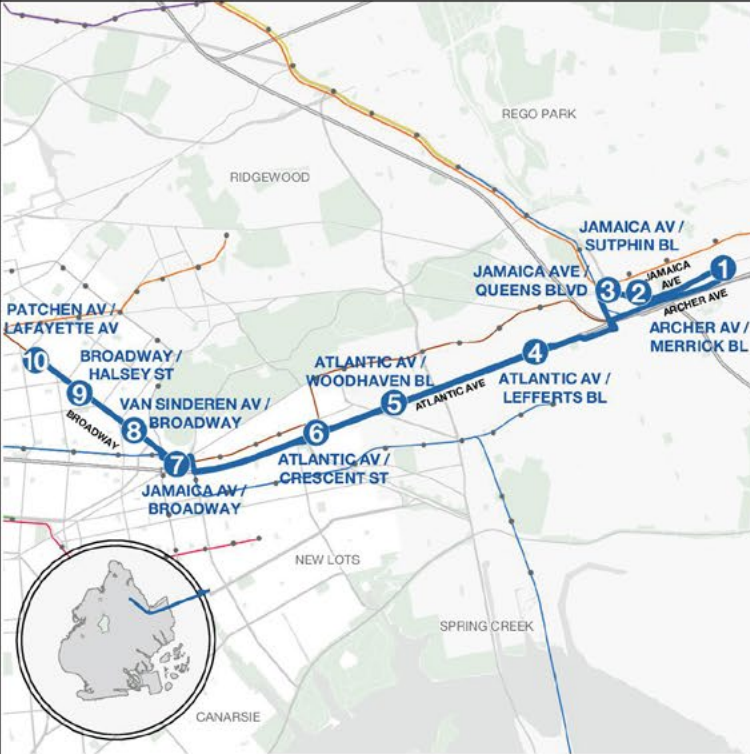 REGO PARK
RIDGEWOOD
JAMAICA AV /
SUTPHIN BL
JAMAICA AVE /
QUEENS BLVD
3
2
JAMAICA
AVE
1
ARCHER AVE
ARCHER AV /
MERRICK BL
PATCHEN AV /
LAFAYETTE AV
10
BROADWAY /
HALSEY ST
9
VAN SINDEREN AV /
BROADWAY
8
BROADWAY
7
JAMAICA AV /
BROADWAY
ATLANTIC AV /
WOODHAVEN BL
5
ATLANTIC AVE
4
ATLANTIC AV /
LEFFERTS BL
6
ATLANTIC AV /
CRESCENT ST
NEW LOTS
SPRING CREEK
CANARSIE